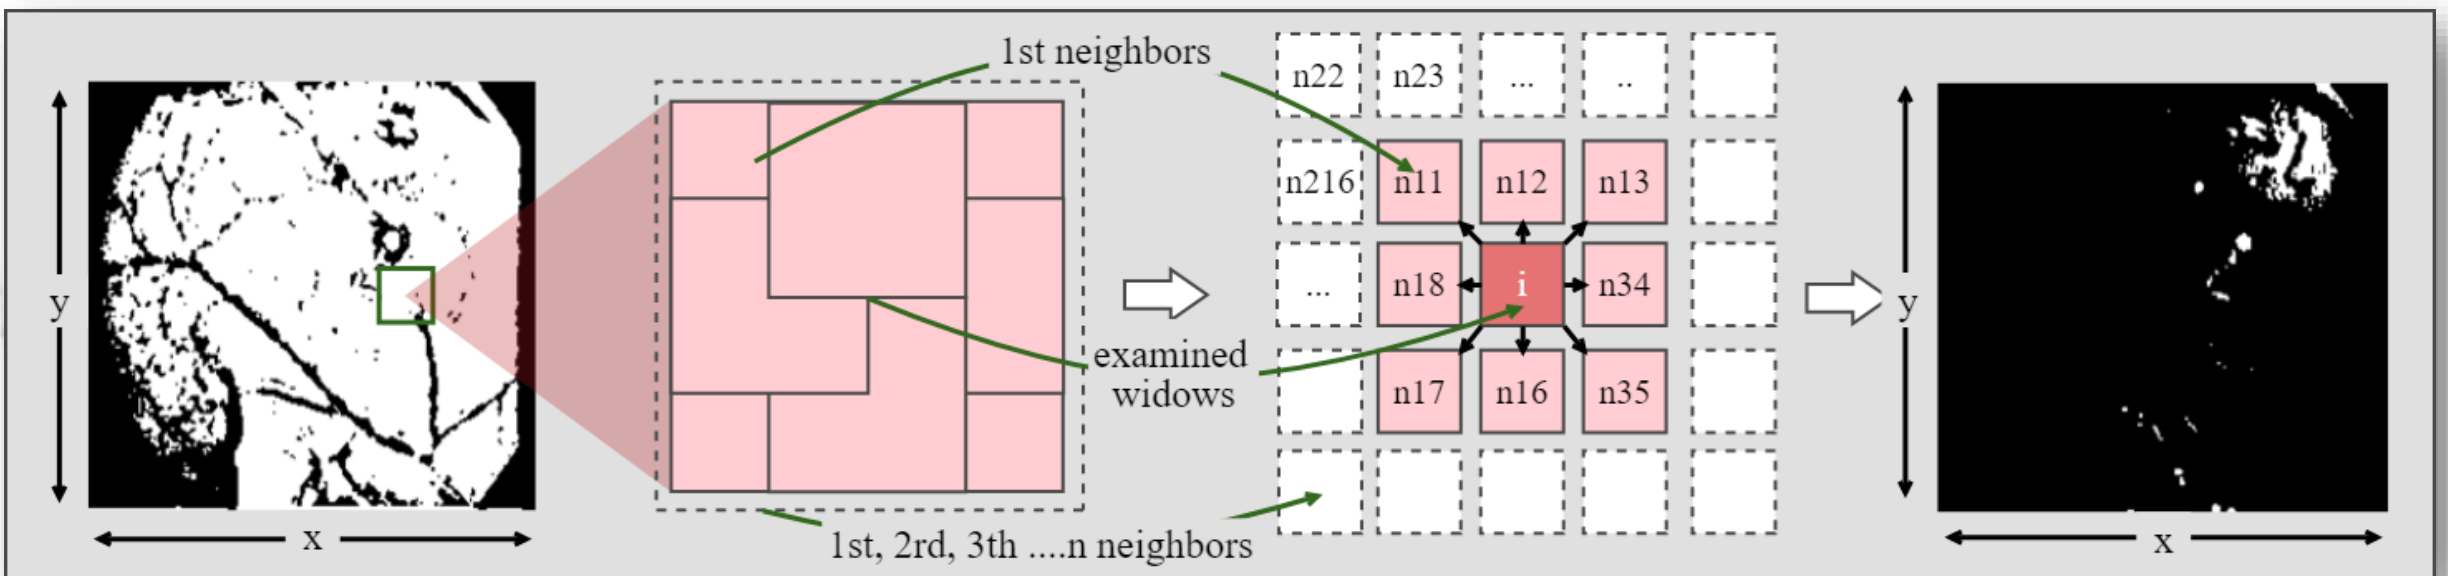 1st neighbors
n22 n23 ... .. 
n216 n11 n12 n13
y
... n18 i n34
y
examined
widows
n17 n16 n35
x
1st, 2rd, 3th ....n neighbors
x